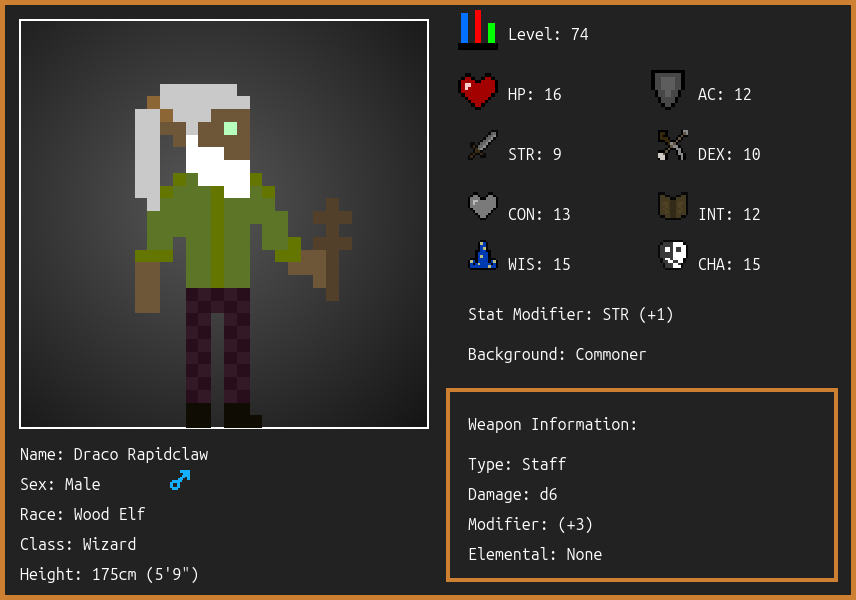 Level: 74
HP: 16
AC: 12
STR: 9
DEX: 10
CON: 13
INT: 12
WIS: 15
CHA: 15
Stat Modifier: STR (+1)
Background: Commoner
Weapon Information:
Type: Staff
Damage: d6
Modifier: (+3)
Elemental: None
Name: Draco Rapidclaw
Sex: Male
Race: Wood Elf
Class: Wizard
Height: 175cm (5'9")